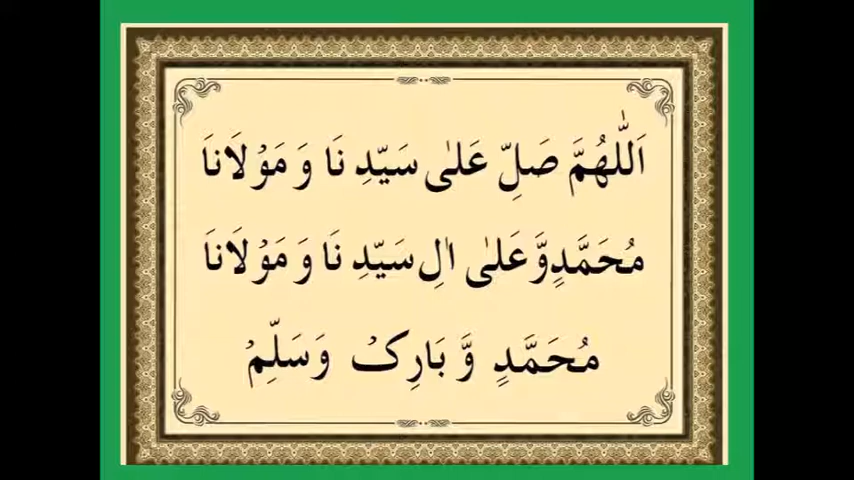 اَللّٰهُمَّ صَلِّ عَلٰى سَيِّدِ نَا وَ مَوْلَانَا
مُحَمَّدٍ وَّ عَلٰى اٰلِ سَيِّدِ نَا وَ مَوْلَانَا
مُحَمَّدٍ وَّ بَارِکْ وَسَلِّمْ